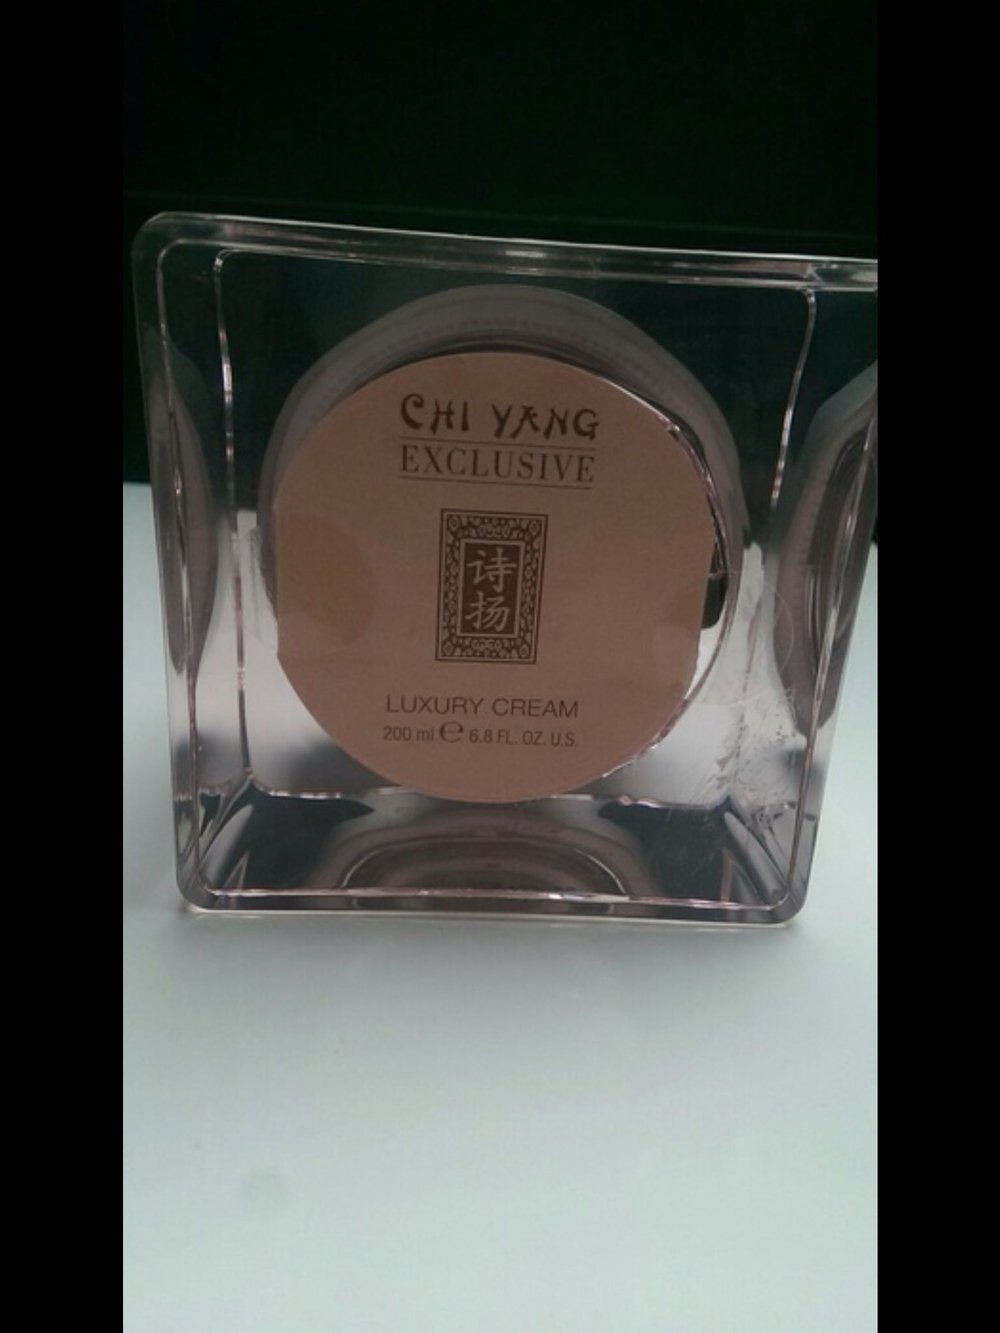 CHI YANG
EXCLUSIVE
诗
扬
LUXURY CREAM
200 ml ℮ 6.8 FL. OZ. U.S.